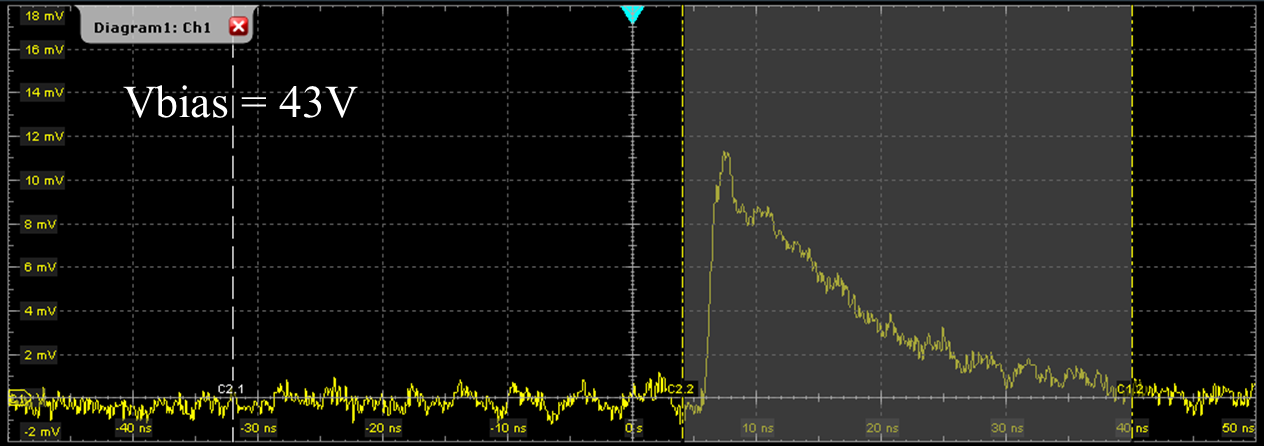 18 mV
Diagram1: Ch1
16 mV
14 mV
Vbias = 43V
12 mV
10 mV
8 mV
6 mV
4 mV
2 mV
C2.1
C2.2
C1.2
-2 mV
-40 ns
-30 ns
-20 ns
-10 ns
0 s
10 ns
20 ns
30 ns
40 ns
50 ns